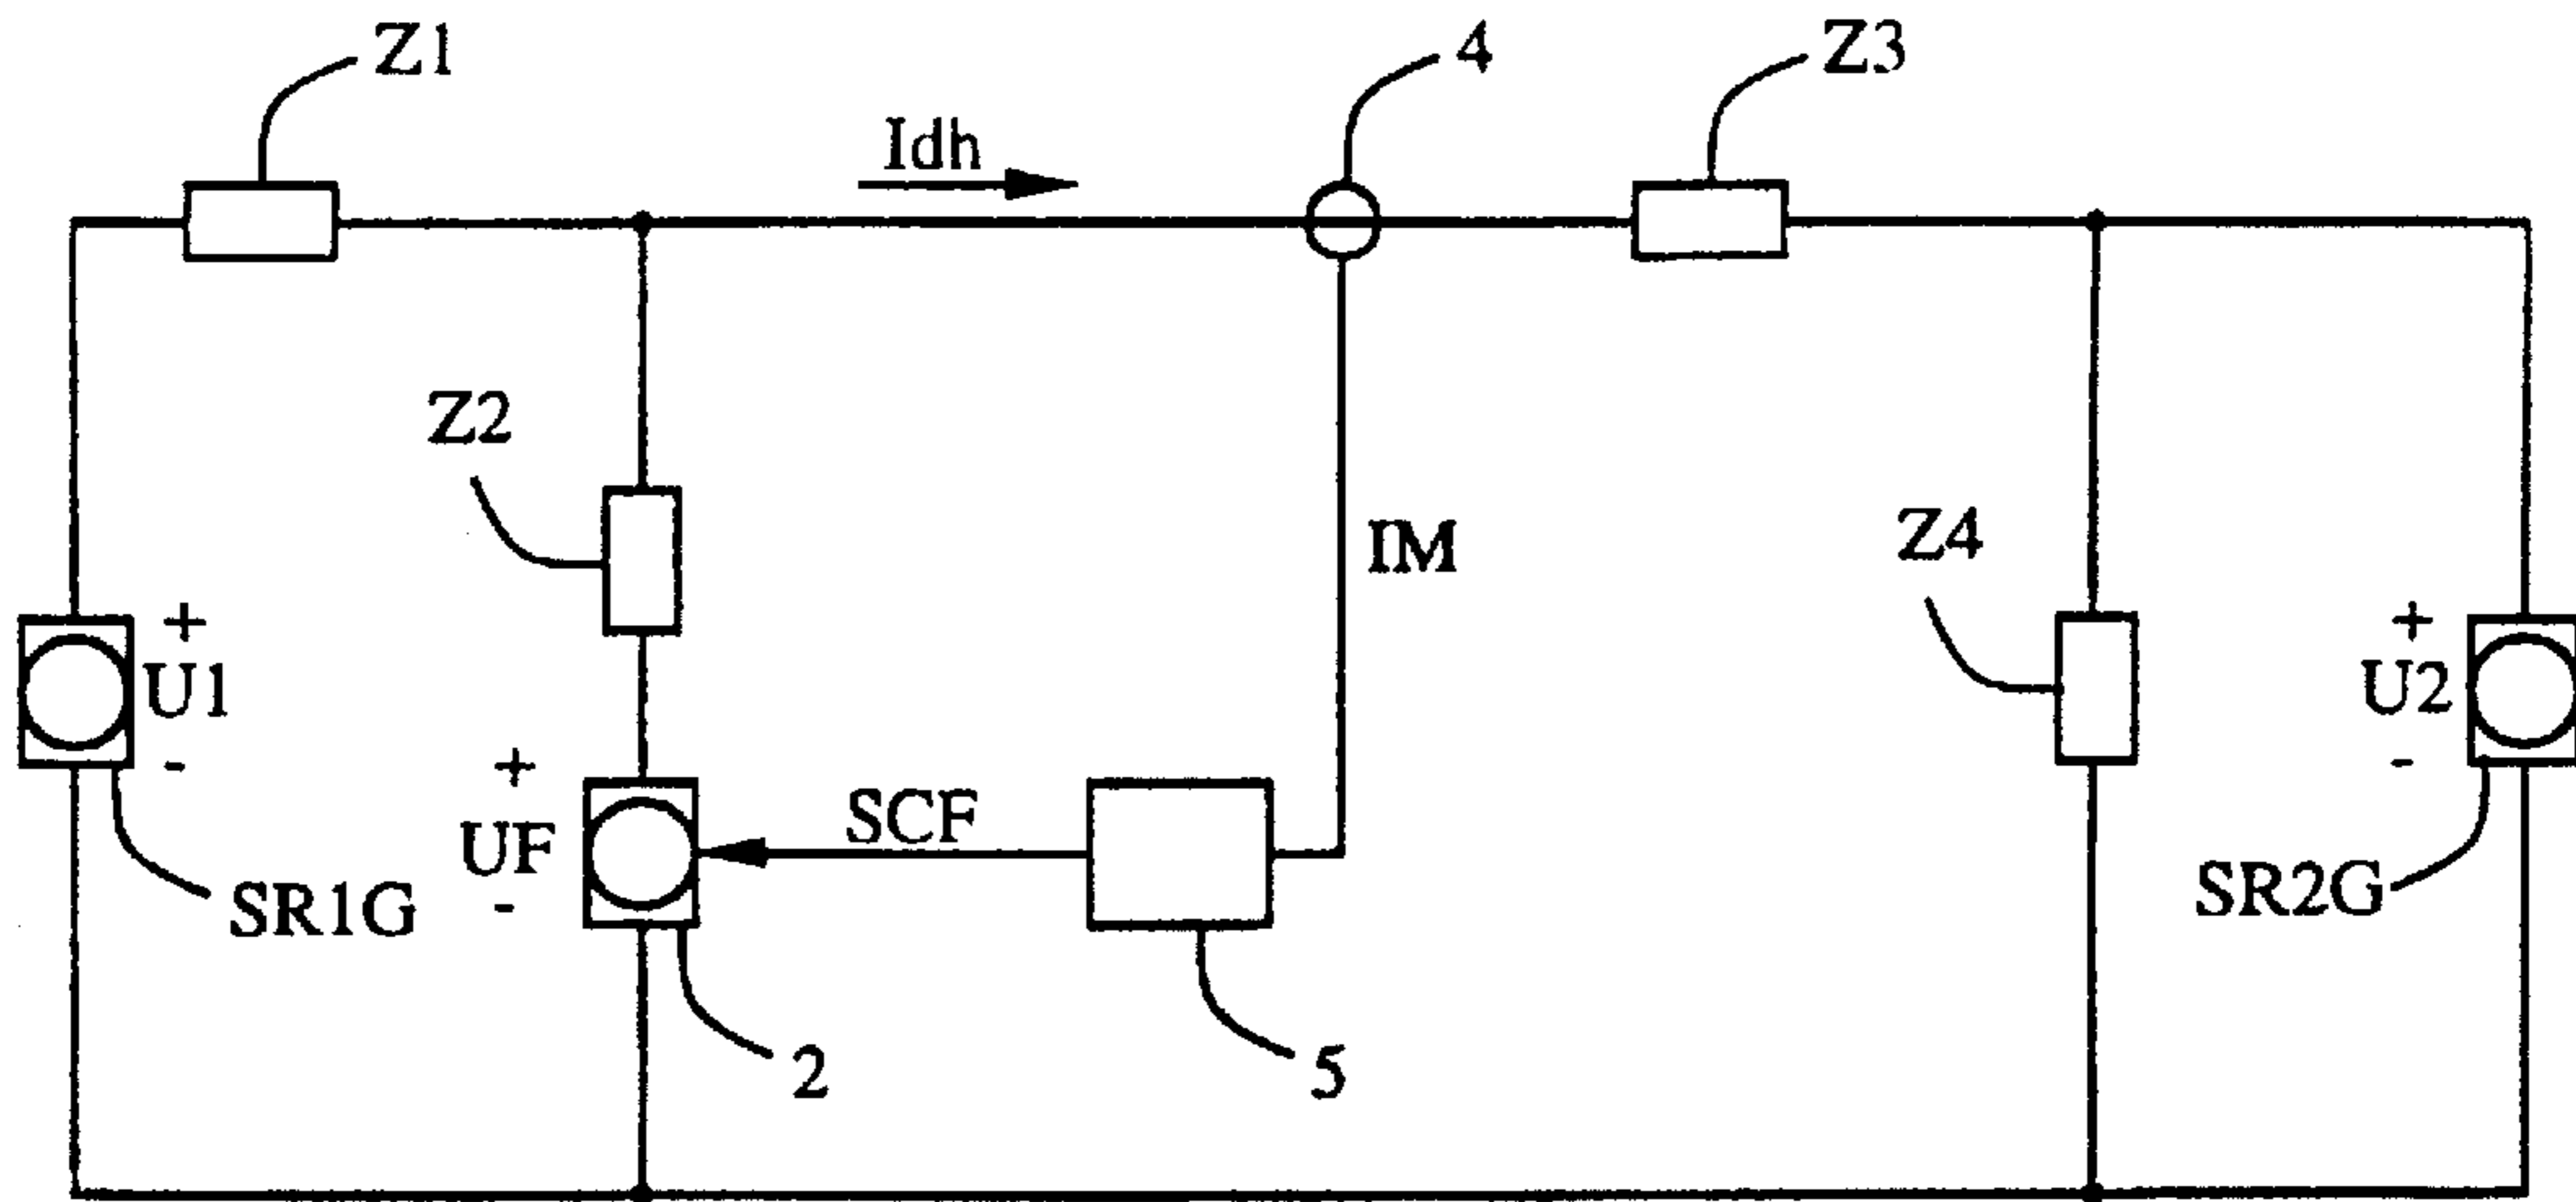 Z1
4
Z3
Idh
Z2
IM
Z4
+
U1
-
+
U2
-
+
UF
-
SCF
SR1G
SR2G
2
5